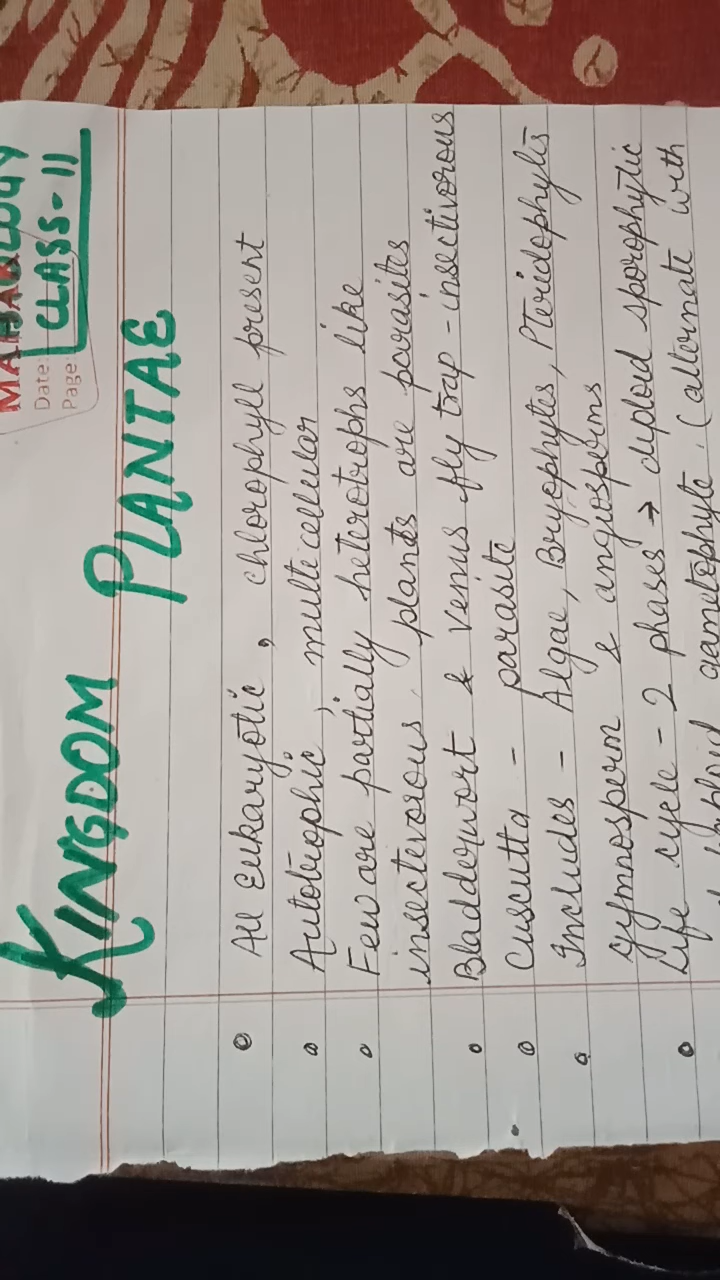 CLASS-11
Date
Page
KINGDOM PLANTAE
All Eukaryotic, chlorophyll present
Autotrophic, multicellular
Few are partially heterotrophs like
insectevorous plants are parasites
Bladderwort & venus fly trap - insectivorous
Cuscutta - parasite
Includes - Algae, Bryophytes, Pteridophyts
gymnosperm & angiosperms
Life cycle - 2 phases → diploid sporophytic
gametophyte. (alternate with